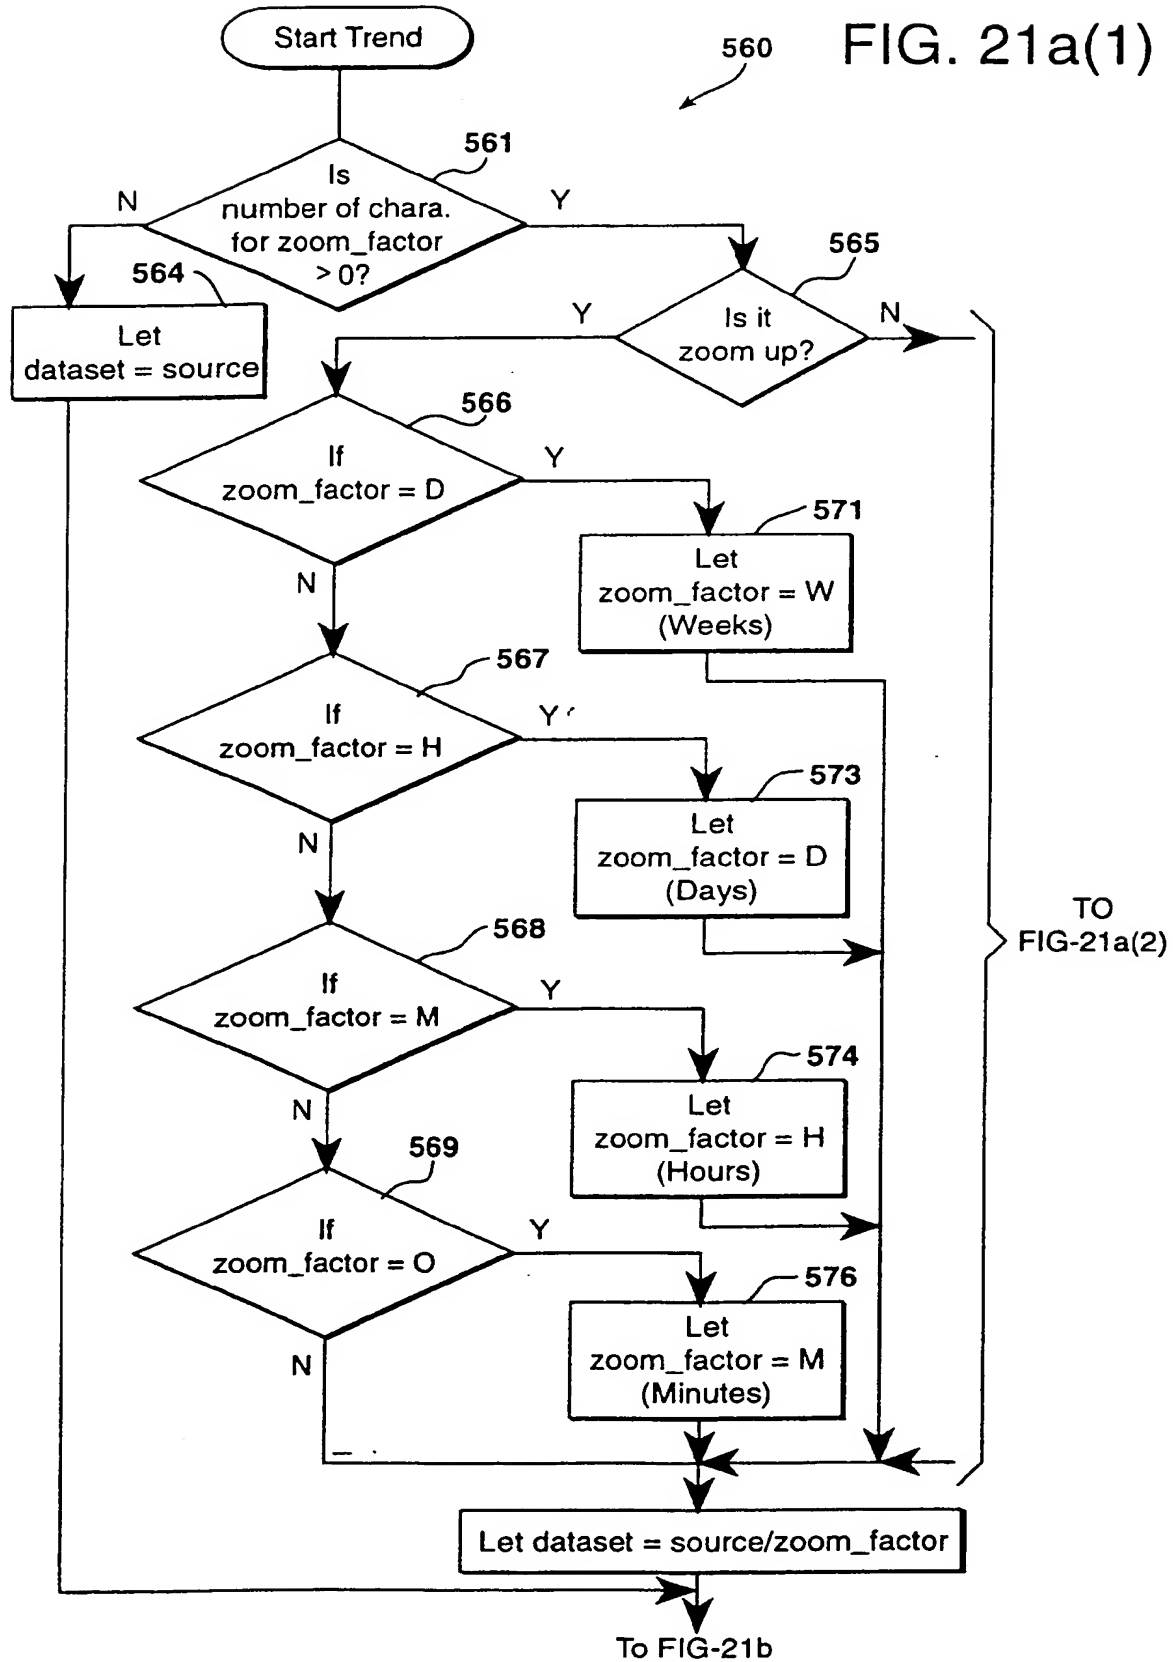 FIG. 21a(1)
Start Trend
560
561
Is
number of chara.
for zoom_factor
> 0?
N
Y
564
Let
dataset = source
565
Is it
zoom up?
Y
N
566
If
zoom_factor = D
Y
N
571
Let
zoom_factor = W
(Weeks)
567
If
zoom_factor = H
Y
N
573
Let
zoom_factor = D
(Days)
TO
FIG-21a(2)
568
If
zoom_factor = M
Y
N
574
Let
zoom_factor = H
(Hours)
569
If
zoom_factor = O
Y
N
576
Let
zoom_factor = M
(Minutes)
Let dataset = source/zoom_factor
To FIG-21b